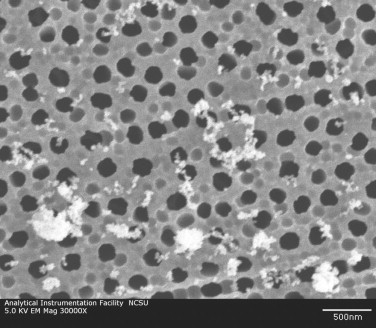 Analytical Instrumentation Facility NCSU
5.0 KV EM Mag 30000X
500nm